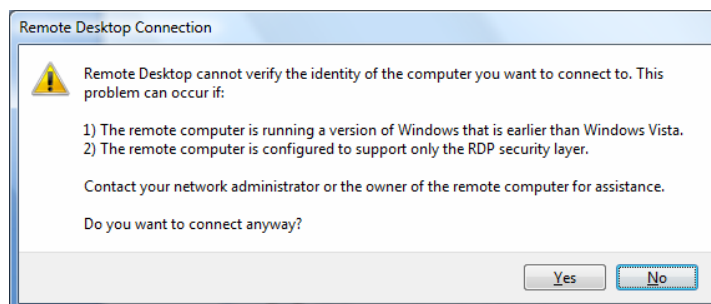 Remote Desktop Connection
Remote Desktop cannot verify the identity of the computer you want to connect to. This
problem can occur if:
1) The remote computer is running a version of Windows that is earlier than Windows Vista.
2) The remote computer is configured to support only the RDP security layer.
Contact your network administrator or the owner of the remote computer for assistance.
Do you want to connect anyway?
Yes
No